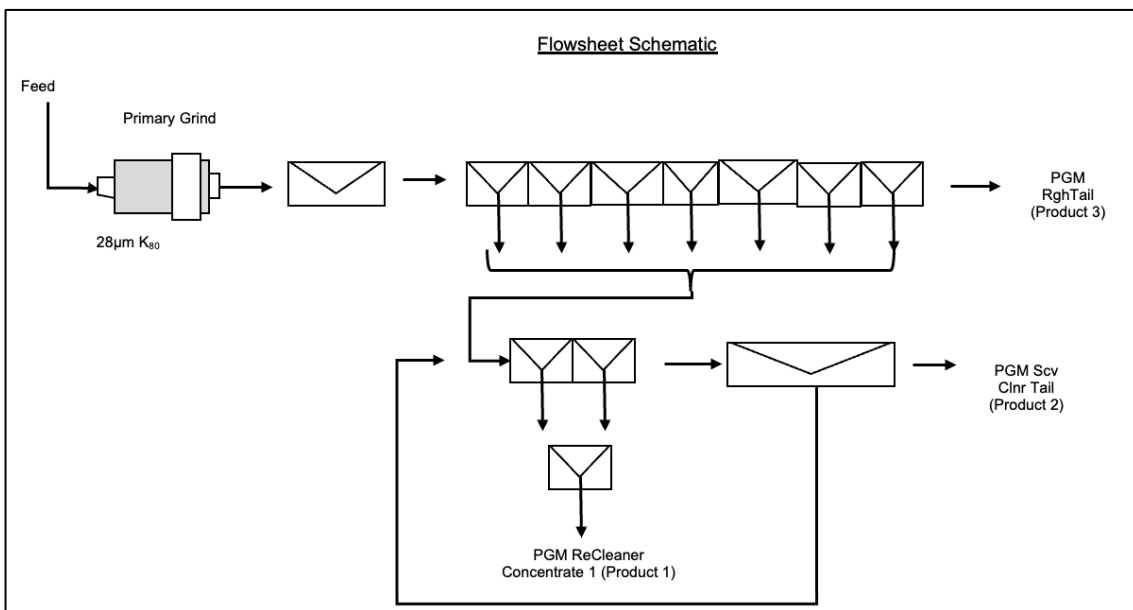 Flowsheet Schematic
Feed
Primary Grind
28µm K₈₀
PGM
RghTail
(Product 3)
PGM Scv
Clnr Tail
(Product 2)
PGM ReCleaner
Concentrate 1 (Product 1)